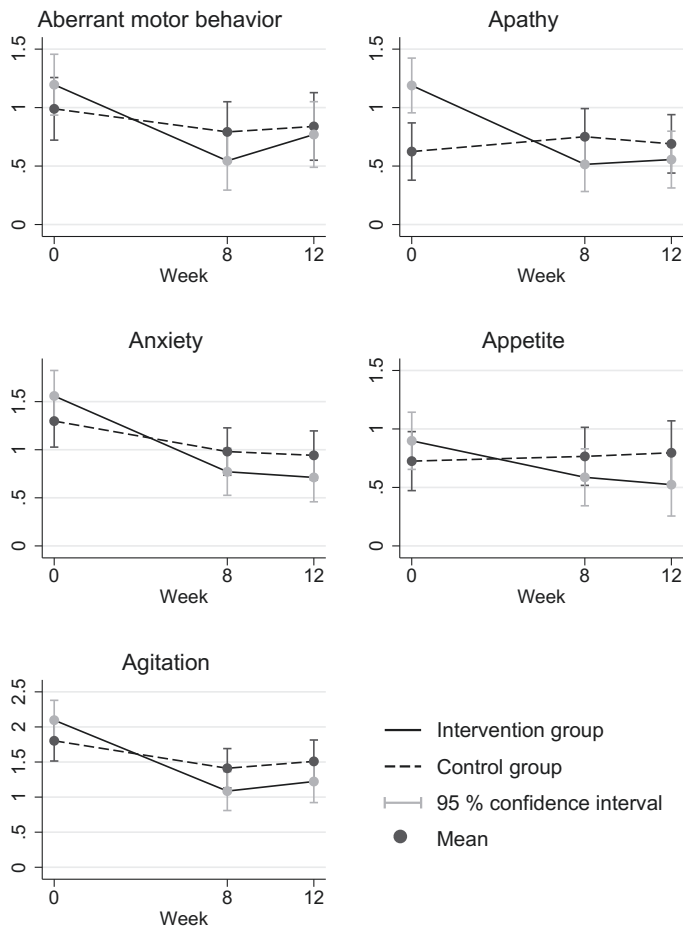 Aberrant motor behavior
1.5
1
.5
0
0
8
12
Week
Apathy
1.5
1
.5
0
0
8
12
Week
Anxiety
1.5
1
.5
0
0
8
12
Week
Appetite
1.5
1
.5
0
0
8
12
Week
Agitation
2.5
2
1.5
1
.5
0
0
8
12
Week
Intervention group
Control group
95 % confidence interval
Mean